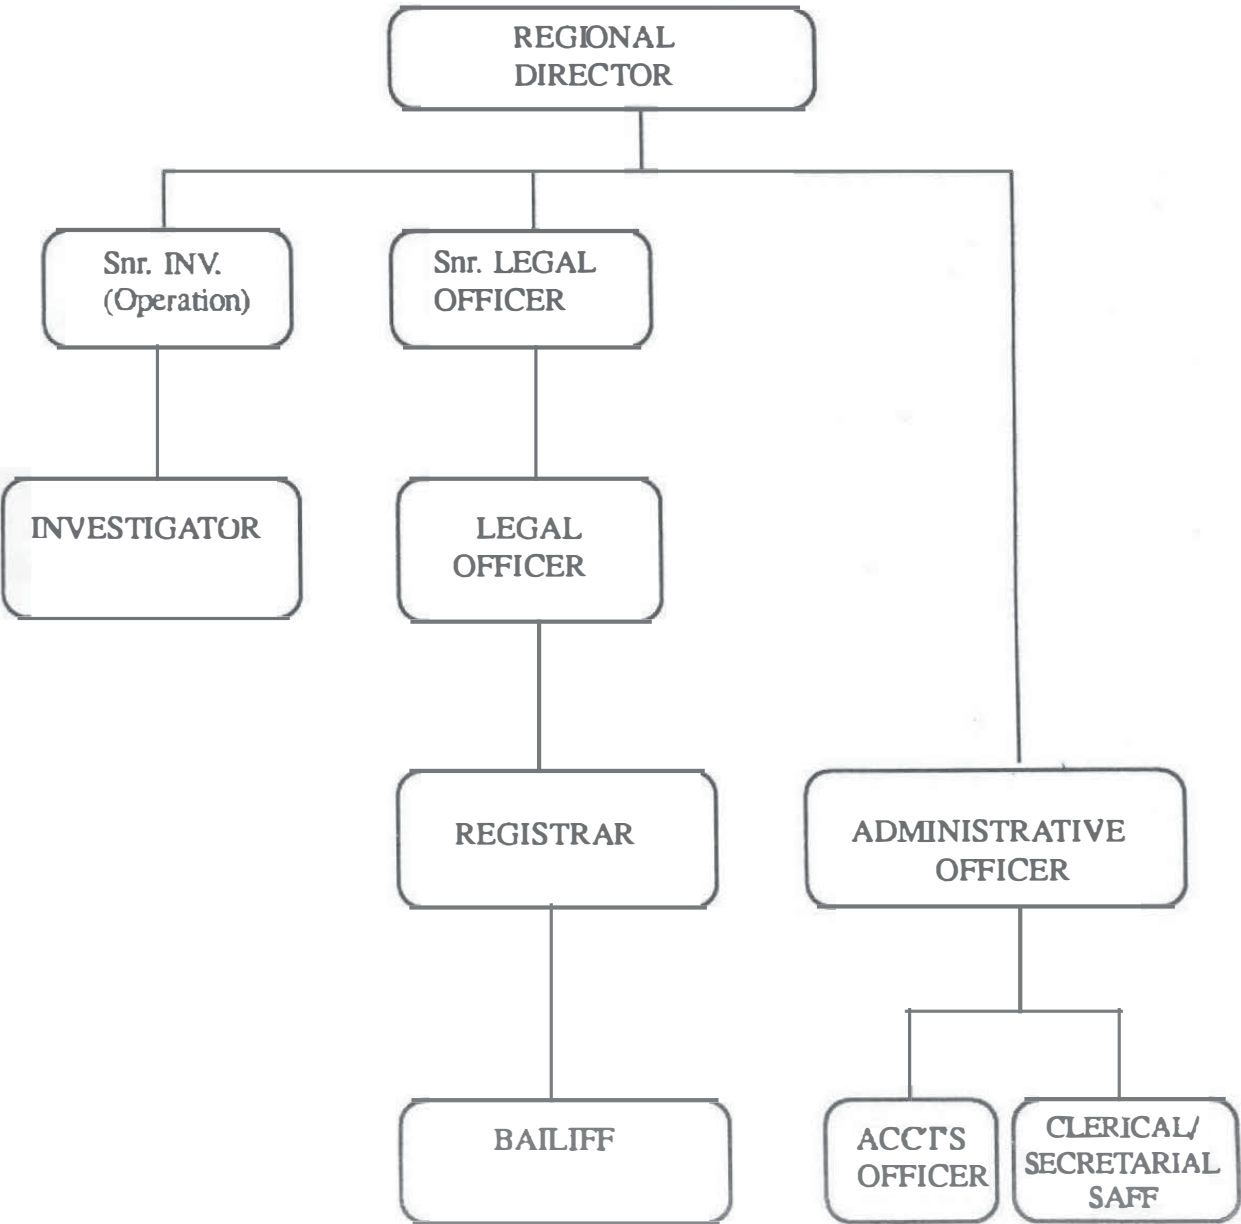 REGIONAL
DIRECTOR
Snr. INV.
(Operation)
Snr. LEGAL
OFFICER
INVESTIGATOR
LEGAL
OFFICER
REGISTRAR
ADMINISTRATIVE
OFFICER
BAILIFF
ACCT'S
OFFICER
CLERICAL/
SECRETARIAL
SAFF